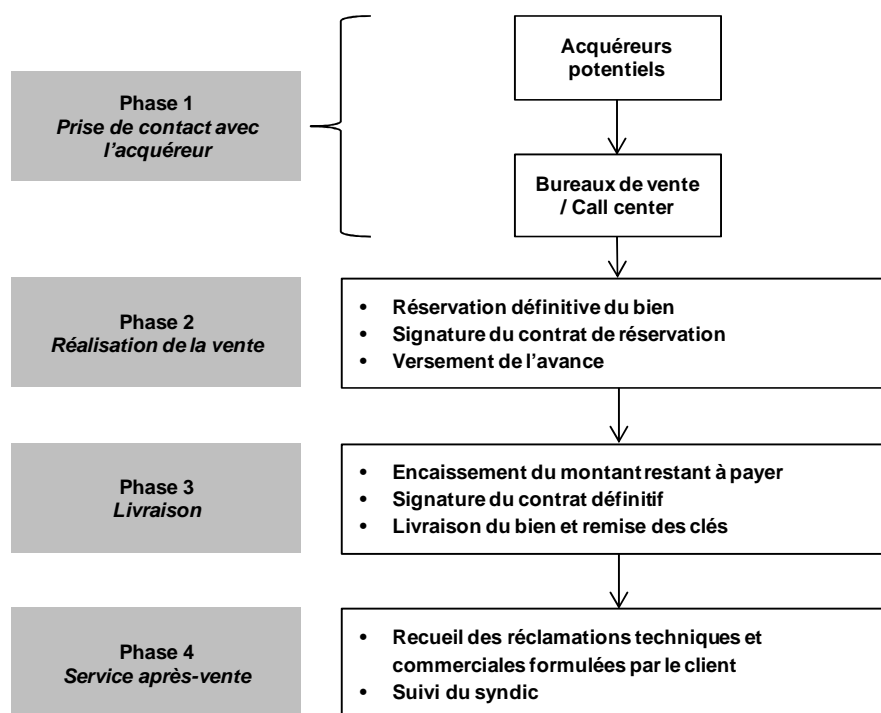 Acquéreurs
potentiels
Phase 1
Prise de contact avec
l'acquéreur
Bureaux de vente
/ Call center
Phase 2
Réalisation de la vente
• Réservation définitive du bien
• Signature du contrat de réservation
• Versement de l'avance
Phase 3
Livraison
• Encaissement du montant restant à payer
• Signature du contrat définitif
• Livraison du bien et remise des clés
Phase 4
Service après-vente
• Recueil des réclamations techniques et
commerciales formulées par le client
• Suivi du syndic